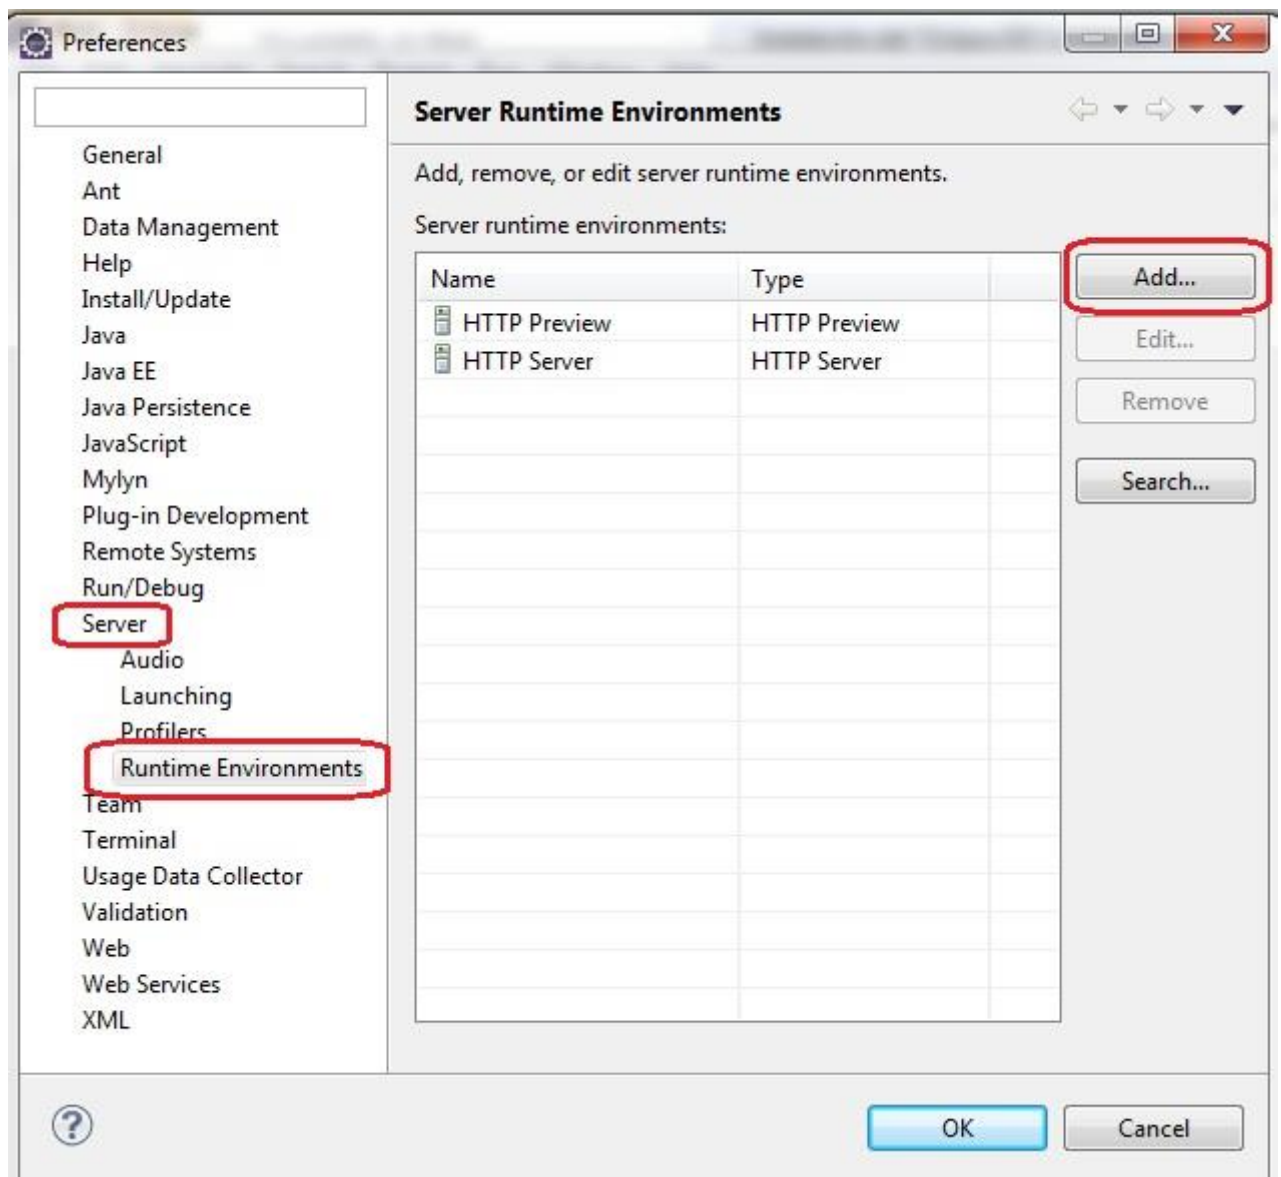 Preferences
Server Runtime Environments
General
Ant
Data Management
Help
Install/Update
Java
Java EE
Java Persistence
JavaScript
Mylyn
Plug-in Development
Remote Systems
Run/Debug
Server
Audio
Launching
Profilers
Runtime Environments
Team
Terminal
Usage Data Collector
Validation
Web
Web Services
XML
Add, remove, or edit server runtime environments.
Server runtime environments:
Name Type
HTTP Preview HTTP Preview
HTTP Server HTTP Server
Add...
Edit...
Remove
Search...
?
OK Cancel